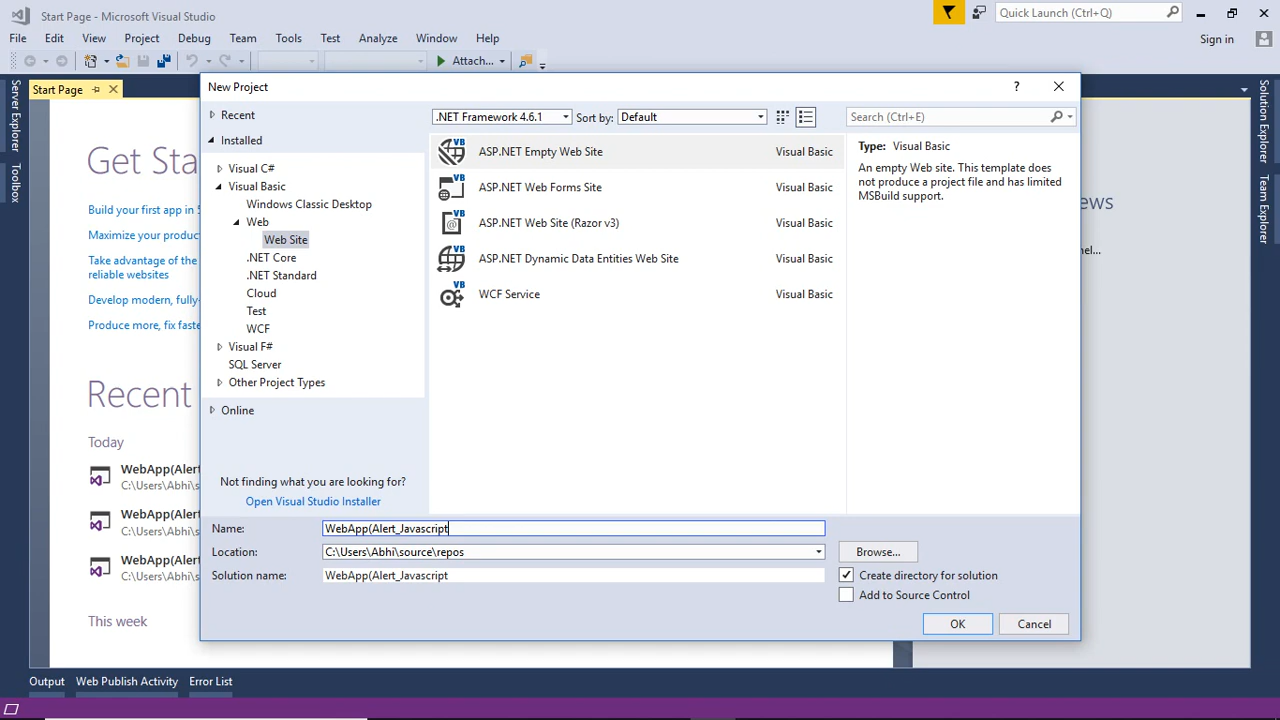 Start Page - Microsoft Visual Studio
Quick Launch (Ctrl+Q)
File Edit View Project Debug Team Tools Test Analyze Window Help
Sign in
Attach...
Start Page
Server Explorer
Toolbox
Solution Explorer
Team Explorer
Get Sta
Build your first app in 5
Maximize your produc
Take advantage of the
reliable websites
Develop modern, fully-
Produce more, fix faste
Recent
Today
WebApp(Alert
C:\Users\Abhi\s
WebApp(Alert
C:\Users\Abhi\s
WebApp(Alert
C:\Users\Abhi\s
This week
ews
nel...
New Project
?
Recent
Installed
Visual C#
Visual Basic
Windows Classic Desktop
Web
Web Site
.NET Core
.NET Standard
Cloud
Test
WCF
Visual F#
SQL Server
Other Project Types
Online
Not finding what you are looking for?
Open Visual Studio Installer
.NET Framework 4.6.1 Sort by: Default
Search (Ctrl+E)
VB ASP.NET Empty Web Site Visual Basic
VB ASP.NET Web Forms Site Visual Basic
VB ASP.NET Web Site (Razor v3) Visual Basic
VB ASP.NET Dynamic Data Entities Web Site Visual Basic
VB WCF Service Visual Basic
Type: Visual Basic
An empty Web site. This template does
not produce a project file and has limited
MSBuild support.
Name: WebApp(Alert_Javascript
Location: C:\Users\Abhi\source\repos Browse...
Solution name: WebApp(Alert_Javascript
Create directory for solution
Add to Source Control
OK Cancel
Output Web Publish Activity Error List